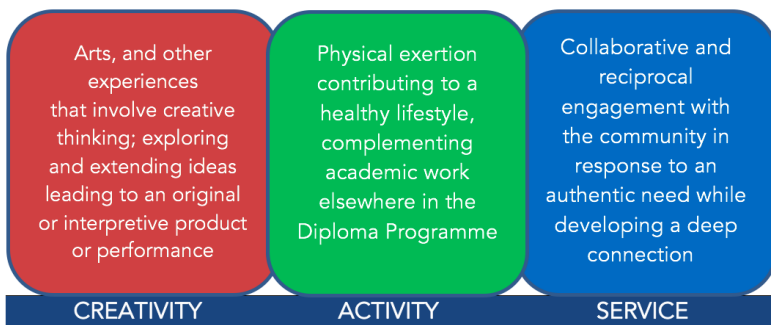 Arts, and other
experiences
that involve creative
thinking; exploring
and extending ideas
leading to an original
or interpretive product
or performance
CREATIVITY
Physical exertion
contributing to a
healthy lifestyle,
complementing
academic work
elsewhere in the
Diploma Programme
ACTIVITY
Collaborative and
reciprocal
engagement with
the community in
response to an
authentic need while
developing a deep
connection
SERVICE